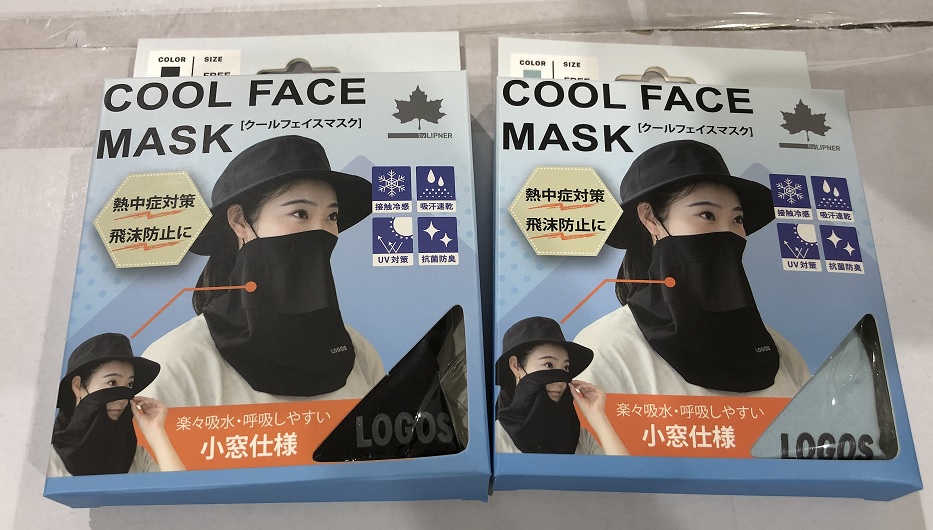 COLOR
SIZE
FREE
COOL FACE
MASK [クールフェイスマスク]
by LIPNER
熱中症対策
飛沫防止に
接触冷感
吸汗速乾
UV対策
抗菌防臭
LOGOS
楽々吸水・呼吸しやすい
小窓仕様
LOGOS
COLOR
SIZE
FREE
COOL FACE
MASK [クールフェイスマスク]
by LIPNER
熱中症対策
飛沫防止に
接触冷感
吸汗速乾
UV対策
抗菌防臭
LOGOS
楽々吸水・呼吸しやすい
小窓仕様
LOGOS